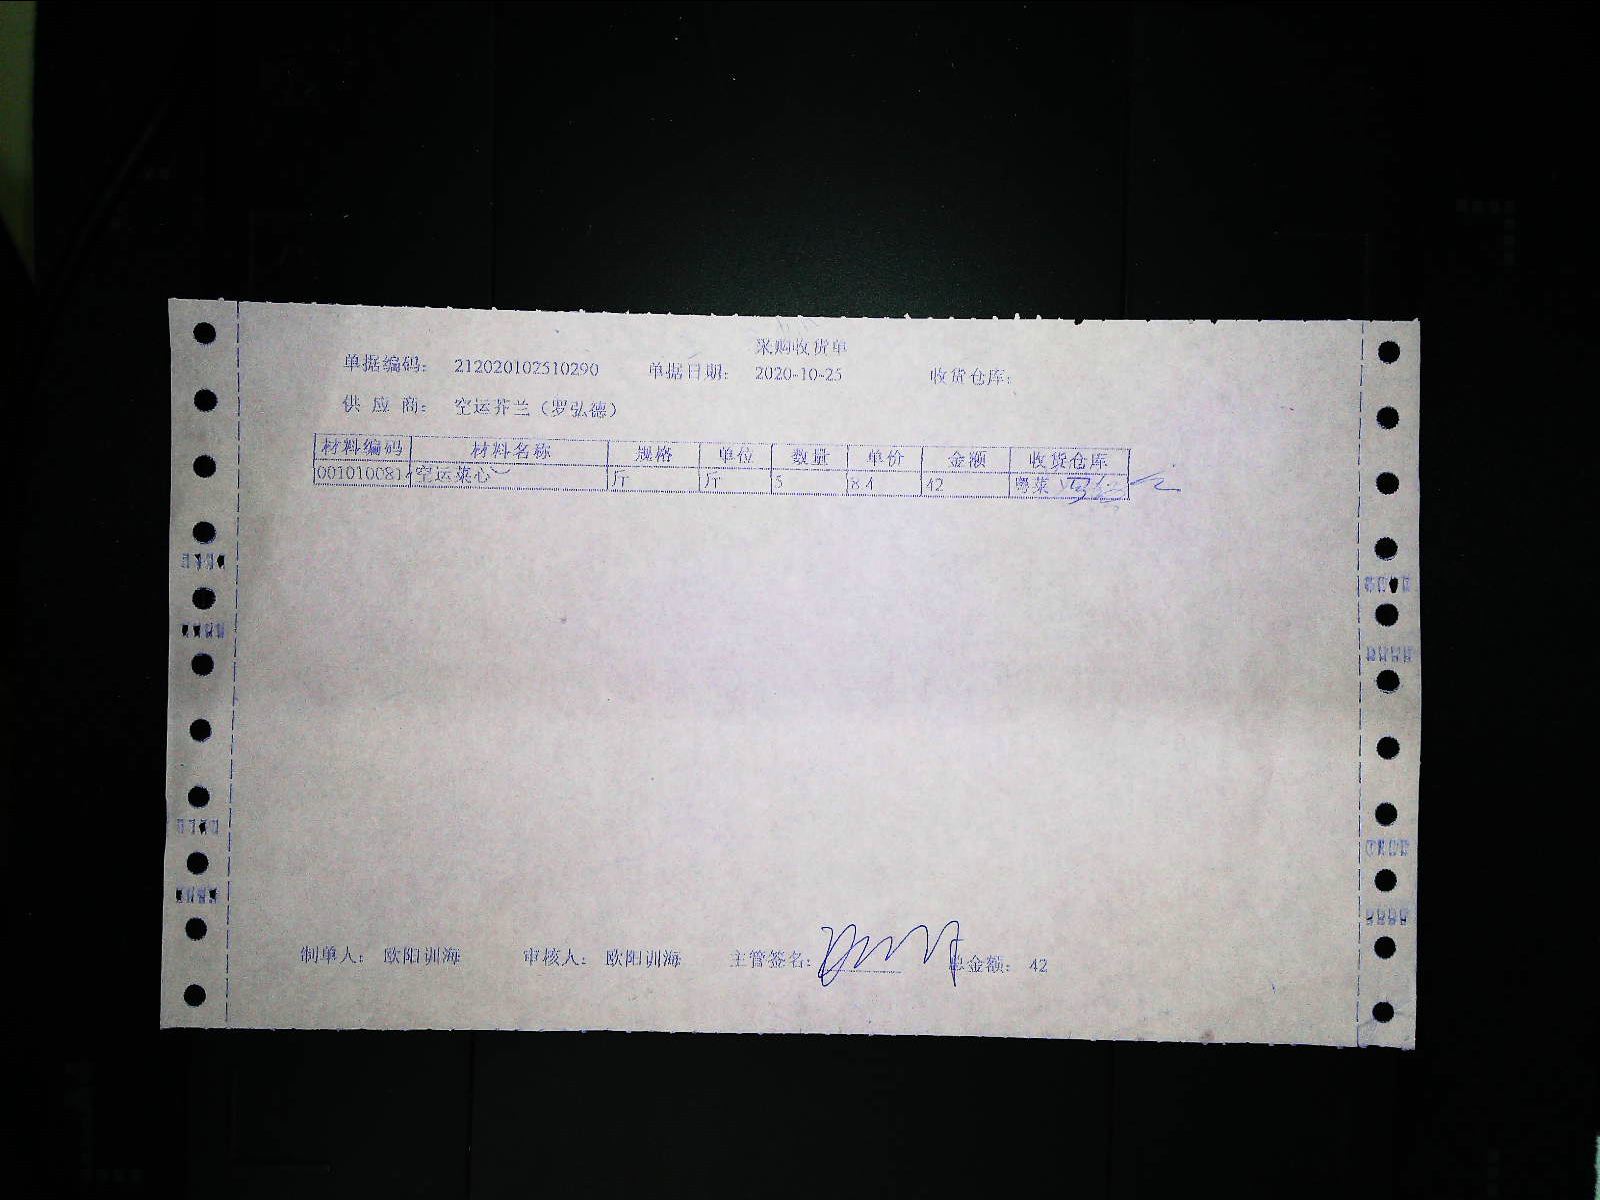 采购收货单
单据编码： 212020102510290 单据日期： 2020-10-25 收货仓库：
供 应 商： 空运芥兰（罗弘德）
材料编码 材料名称 规格 单位 数量 单价 金额 收货仓库
001010081 空运菜心 斤 斤 5 8.4 42 粤菜
制单人： 欧阳训海 审核人： 欧阳训海 主管签名： 总金额： 42